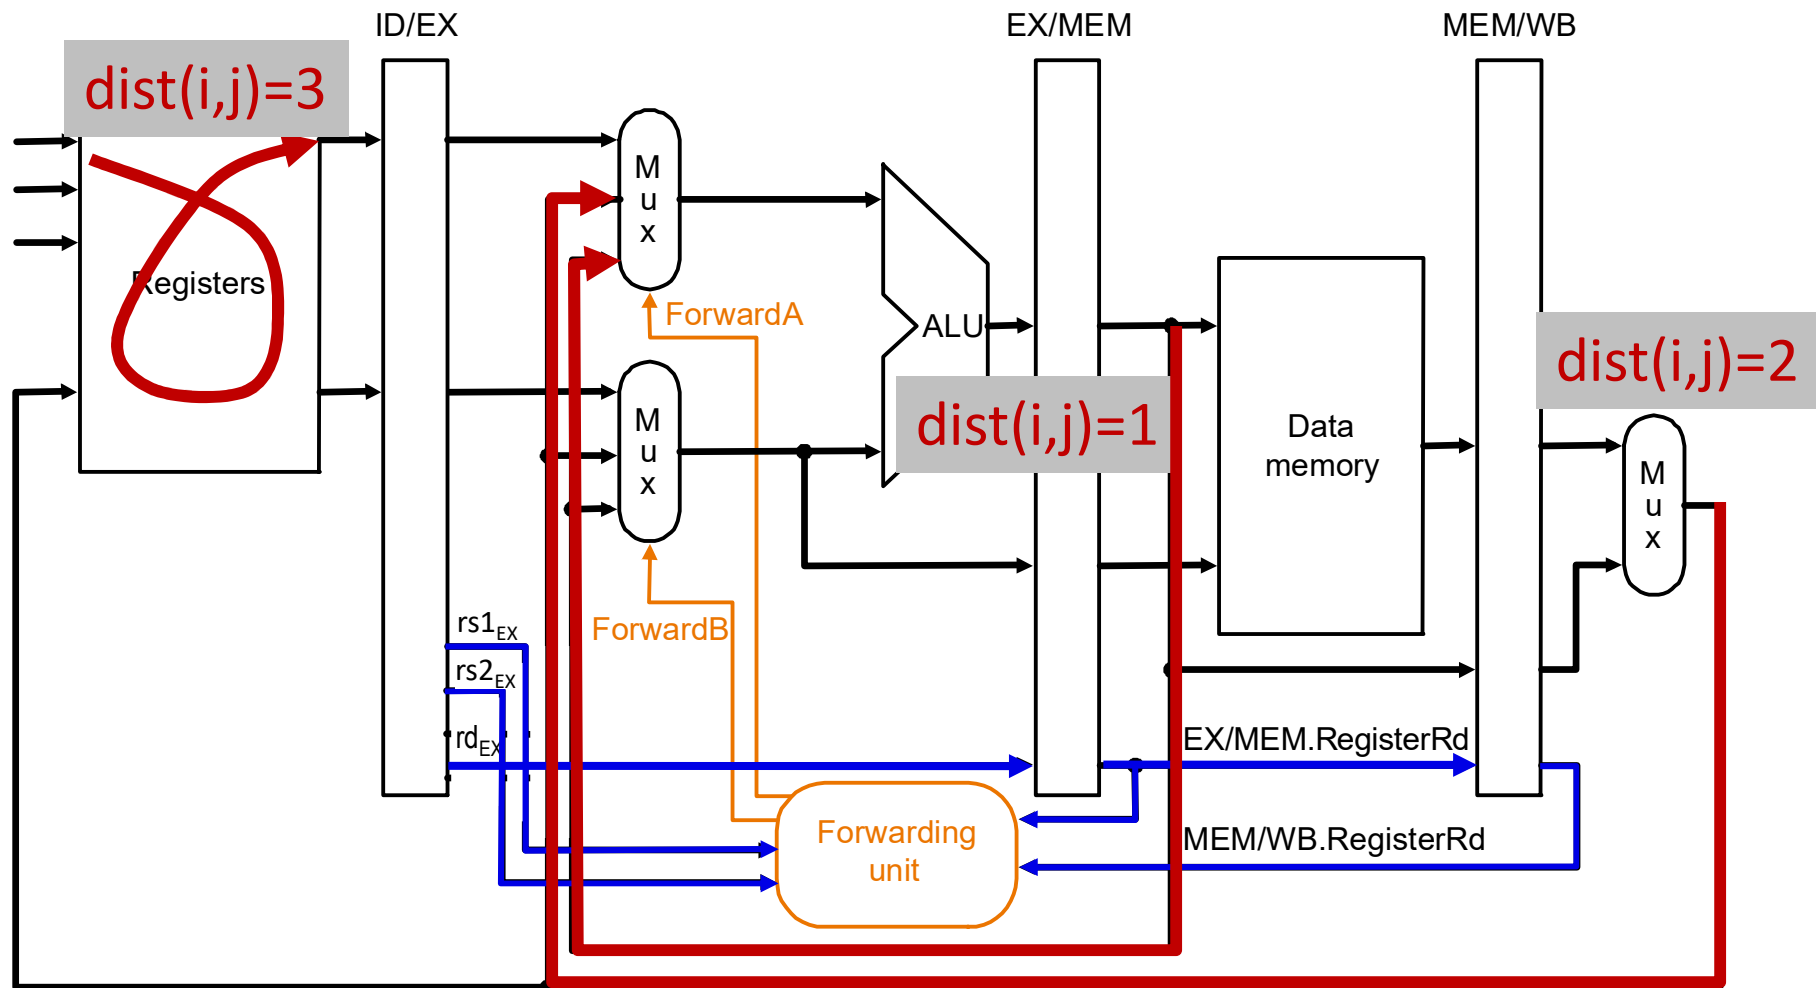 ID/EX
EX/MEM
MEM/WB
dist(i,j)=3
M
u
x
Registers
ForwardA
ALU
dist(i,j)=2
dist(i,j)=1
M
u
x
Data
memory
M
u
x
rs1EX
ForwardB
rs2EX
rdEX
EX/MEM.RegisterRd
Forwarding
unit
MEM/WB.RegisterRd